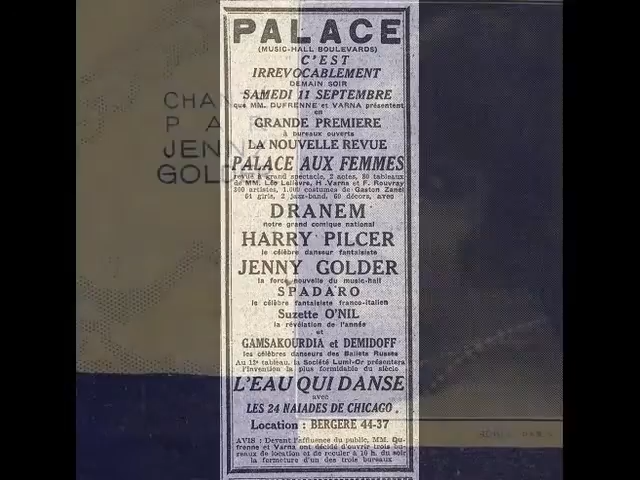 PALACE
(MUSIC-HALL BOULEVARDS)
C'EST
IRREVOCABLEMENT
DEMAIN SOIR
SAMEDI 11 SEPTEMBRE
que MM. DUFRENNE et VARNA présentent
en
GRANDE PREMIERE
à bureaux ouverts
LA NOUVELLE REVUE
PALACE AUX FEMMES
revue à grand spectacle, 2 actes, 80 tableaux
de MM. Léo Lelièvre, H. Varna et F. Rouvray
300 artistes, 1.000 costumes de Gaston Zanel
64 girls, 2 jazz-band, 60 décors, avec
DRANEM
notre grand comique national
HARRY PILCER
le célèbre danseur fantaisiste
JENNY GOLDER
la force nouvelle du music-hall
SPADARO
le célèbre fantaisiste franco-italien
Suzette O'NIL
la révélation de l'année
et
GAMSAKOURDIA et DEMIDOFF
les célèbres danseurs des Ballets Russes
Au 12e tableau, la Société Lumi-Or présentera
l'invention la plus formidable du siècle
L'EAU QUI DANSE
avec
LES 24 NAIADES DE CHICAGO.
Location : BERGERE 44-37
AVIS : Devant l'affluence du public, MM. Du-
frenne et Varna ont décidé d'ouvrir trois bu-
reaux de location et de reculer à 10 h. du soir
la fermeture d'un des trois bureaux
CHAN
PA
JENNY
GOLD